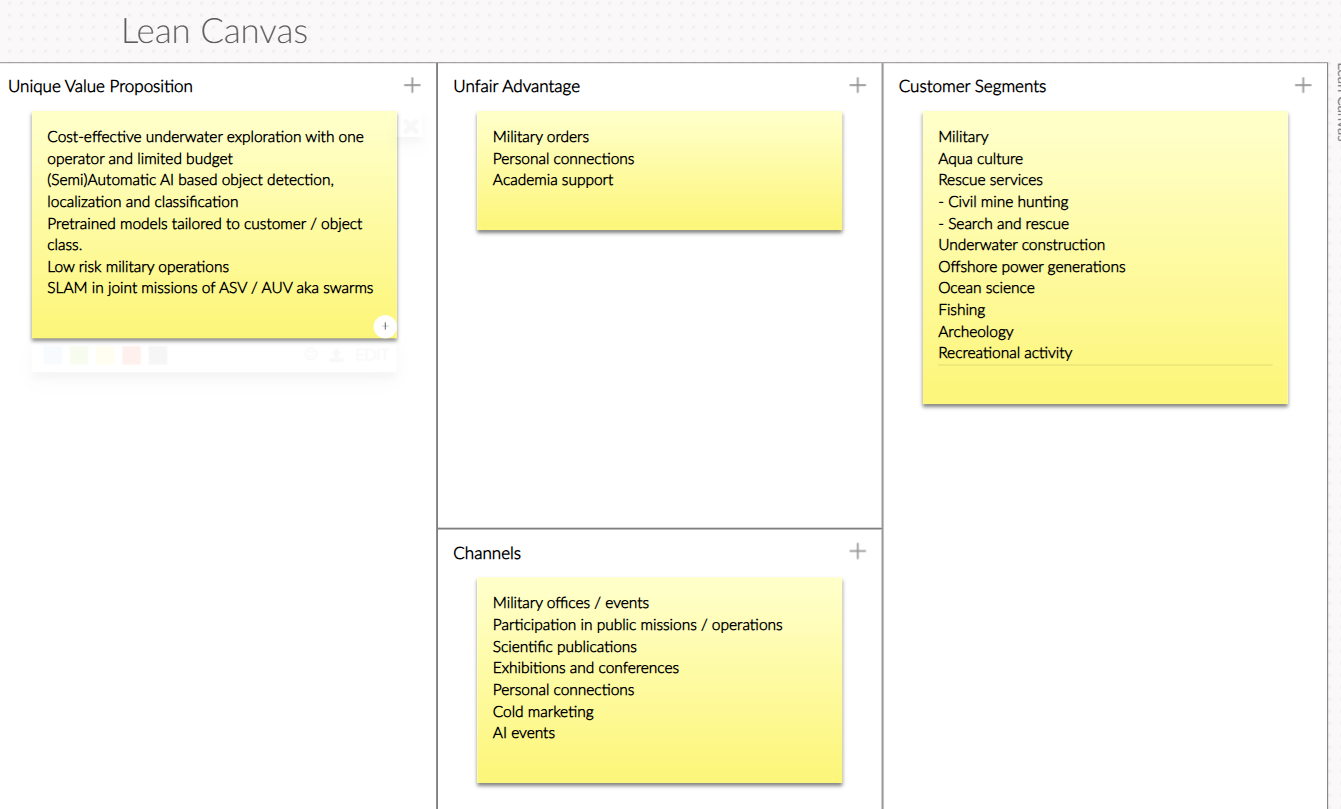 Lean Canvas
Unique Value Proposition
Cost-effective underwater exploration with one
operator and limited budget
(Semi)Automatic AI based object detection,
localization and classification
Pretrained models tailored to customer / object
class.
Low risk military operations
SLAM in joint missions of ASV / AUV aka swarms
EDIT
Unfair Advantage
Military orders
Personal connections
Academia support
Channels
Military offices / events
Participation in public missions / operations
Scientific publications
Exhibitions and conferences
Personal connections
Cold marketing
AI events
Customer Segments
Military
Aqua culture
Rescue services
- Civil mine hunting
- Search and rescue
Underwater construction
Offshore power generations
Ocean science
Fishing
Archeology
Recreational activity
Lean Canvas